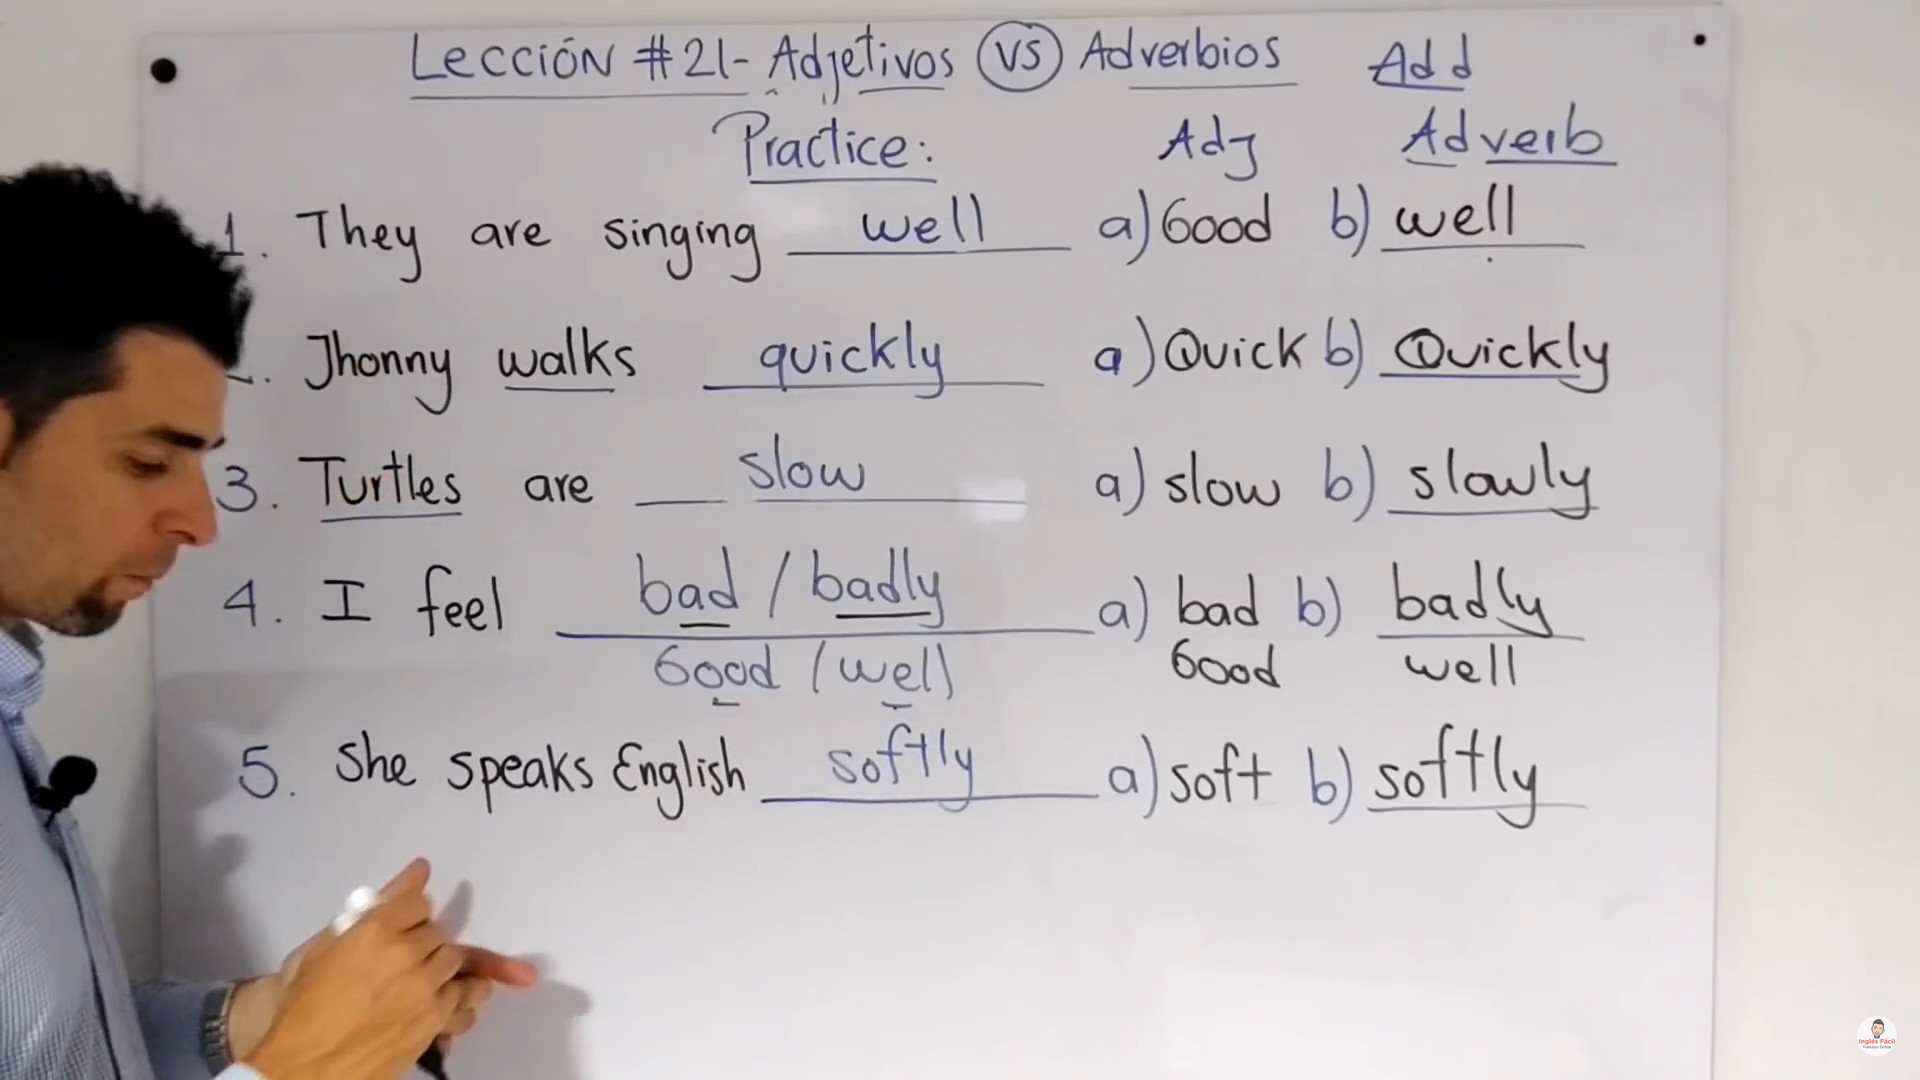 Lección #21- Adjetivos VS Adverbios Add
Practice: Adj Adverb
1. They are singing well a) Good b) well
. Jhonny walks quickly a) Quick b) Quickly
3. Turtles are slow a) slow b) slowly
4. I feel bad / badly a) bad b) badly
Good / well Good well
5. She speaks English softly a) soft b) softly
Inglés Fácil